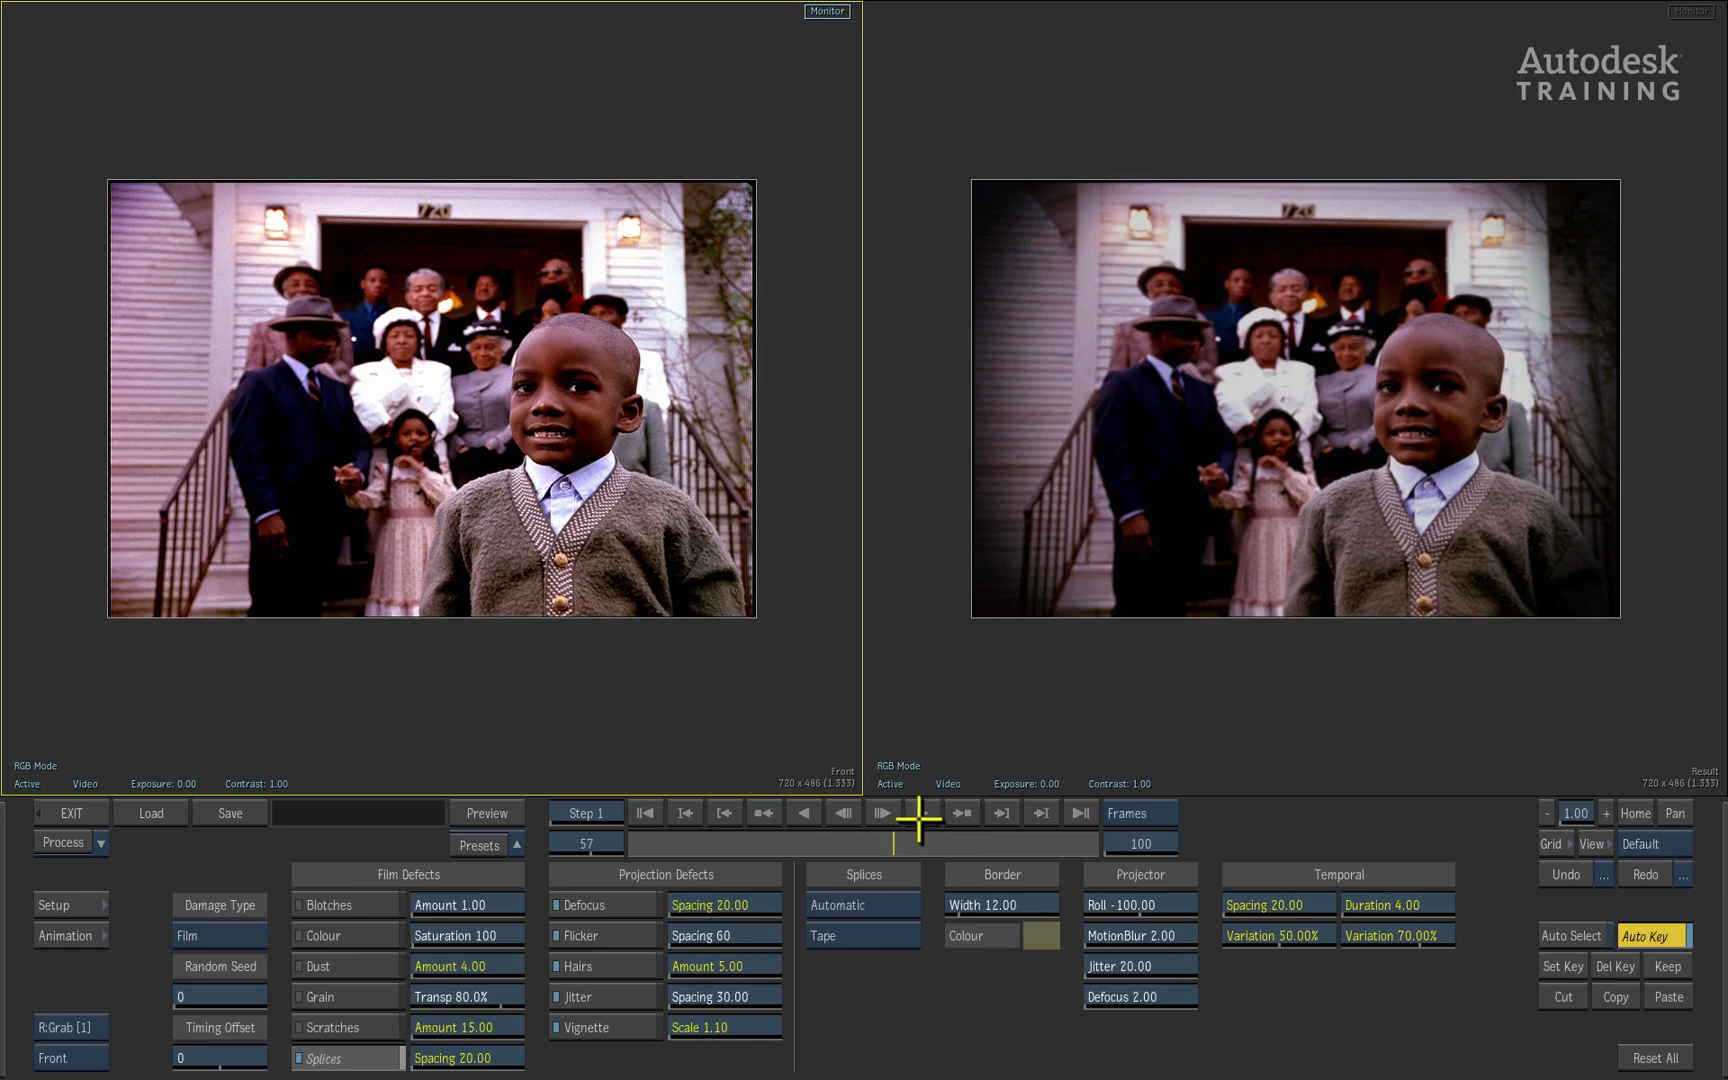 Monitor
Monitor
Autodesk
TRAINING
720
720
RGB Mode
Active Video Exposure: 0.00 Contrast: 1.00
Front
720 x 486 (1.333)
RGB Mode
Active Video Exposure: 0.00 Contrast: 1.00
Result
720 x 486 (1.333)
EXIT Load Save Preview Step 1 Frames - 1.00 + Home Pan
Process Presets 57 100 Grid View Default
Film Defects Projection Defects Splices Border Projector Temporal Undo ... Redo ...
Setup Damage Type Blotches Amount 1.00 Defocus Spacing 20.00 Automatic Width 12.00 Roll -100.00 Spacing 20.00 Duration 4.00
Animation Film Colour Saturation 100 Flicker Spacing 60 Tape Colour MotionBlur 2.00 Variation 50.00% Variation 70.00% Auto Select Auto Key
Random Seed Dust Amount 4.00 Hairs Amount 5.00 Jitter 20.00 Set Key Del Key Keep
0 Grain Transp 80.0% Jitter Spacing 30.00 Defocus 2.00 Cut Copy Paste
R:Grab [1] Timing Offset Scratches Amount 15.00 Vignette Scale 1.10
Front 0 Splices Spacing 20.00 Reset All